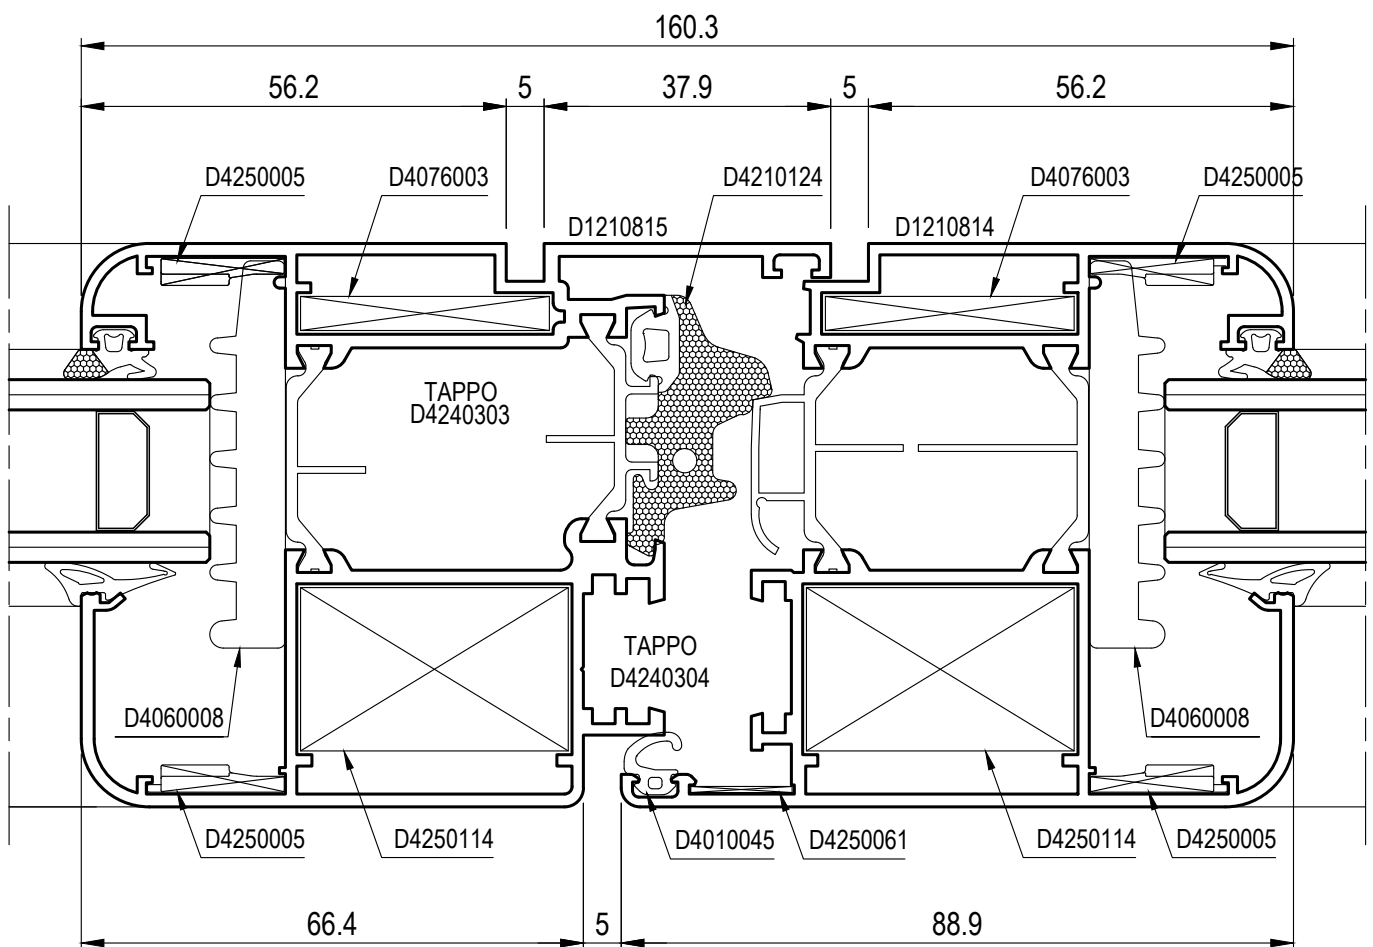 160.3
56.2 5 37.9 5 56.2
D4250005 D4076003 D4210124 D4076003 D4250005
D1210815 D1210814
TAPPO
D4240303
TAPPO
D4240304
D4060008 D4060008
D4250005 D4250114 D4010045 D4250061 D4250114 D4250005
66.4 5 88.9